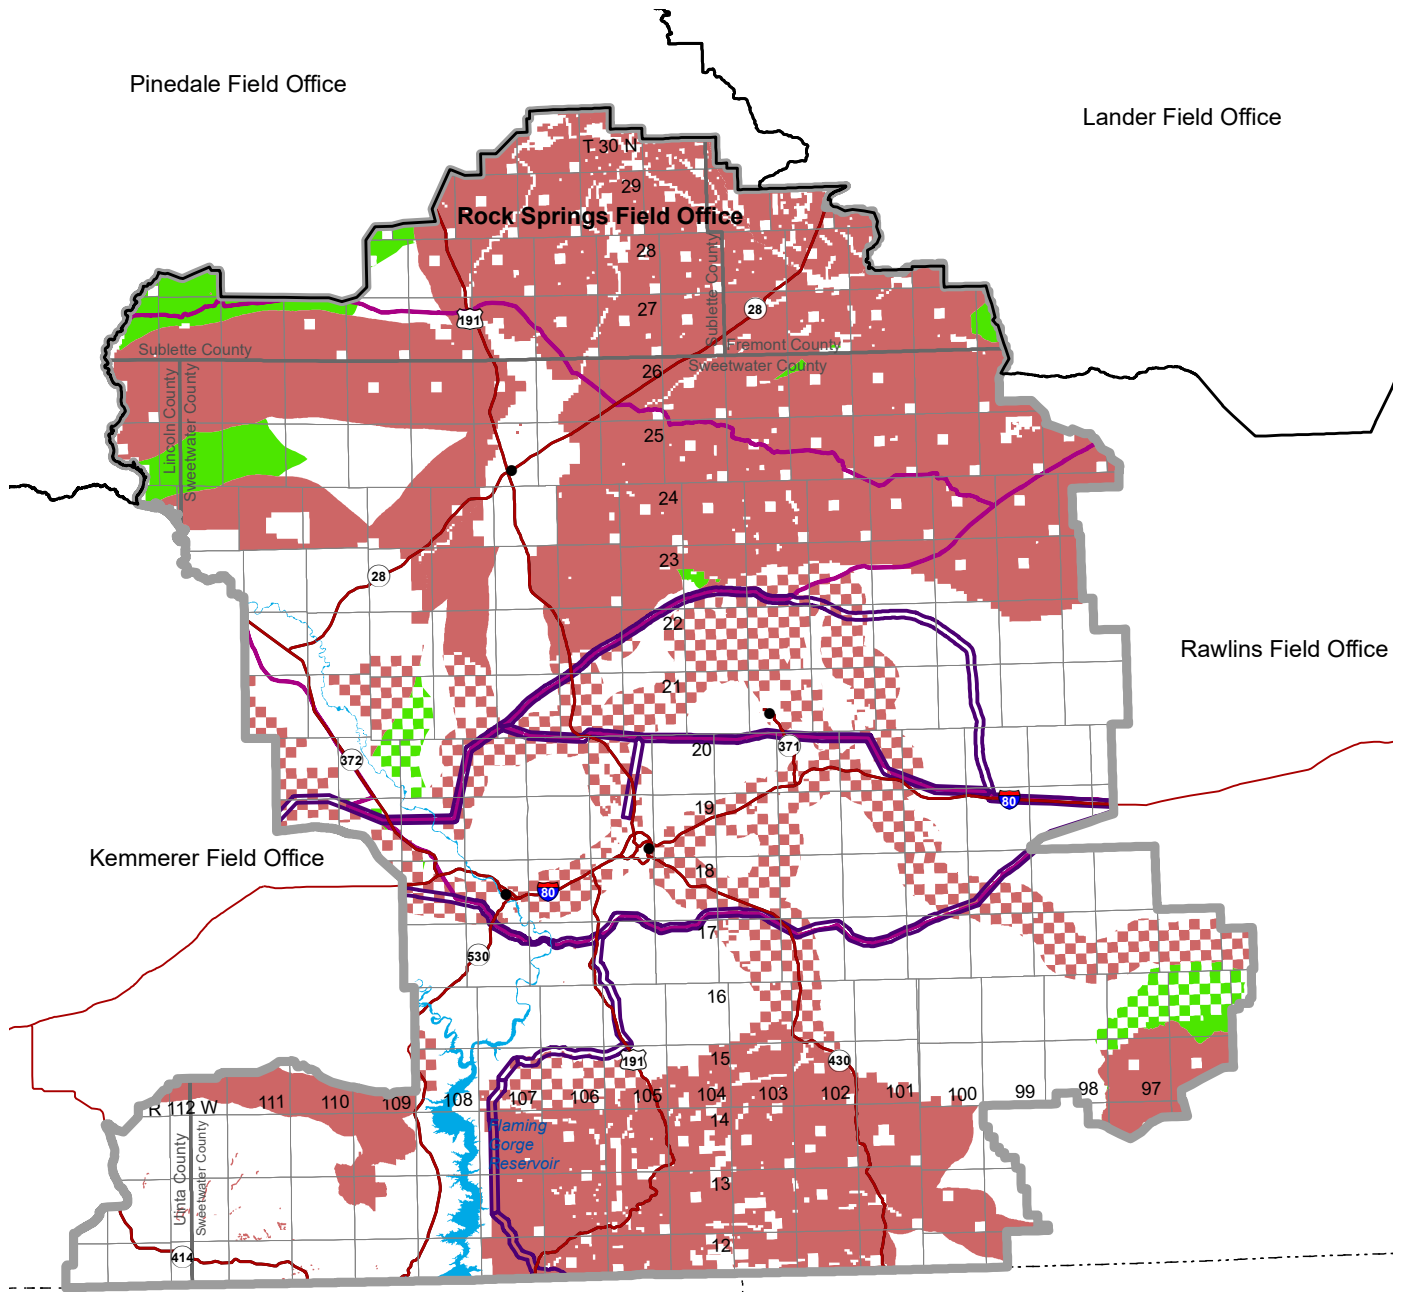 Pinedale Field Office
Lander Field Office
T 30 N
29
Rock Springs Field Office
28
Sublette County
27
28
191
Sublette County
Fremont County
Sweetwater County
26
Lincoln County
Sweetwater County
25
24
23
28
22
Rawlins Field Office
21
20
371
372
19
80
Kemmerer Field Office
18
80
17
530
16
15
191
430
R 112 W
111
110
109
108
107
106
105
104
103
102
101
100
99
98
97
14
Flaming
Gorge
Reservoir
Uinta County
Sweetwater County
13
12
414